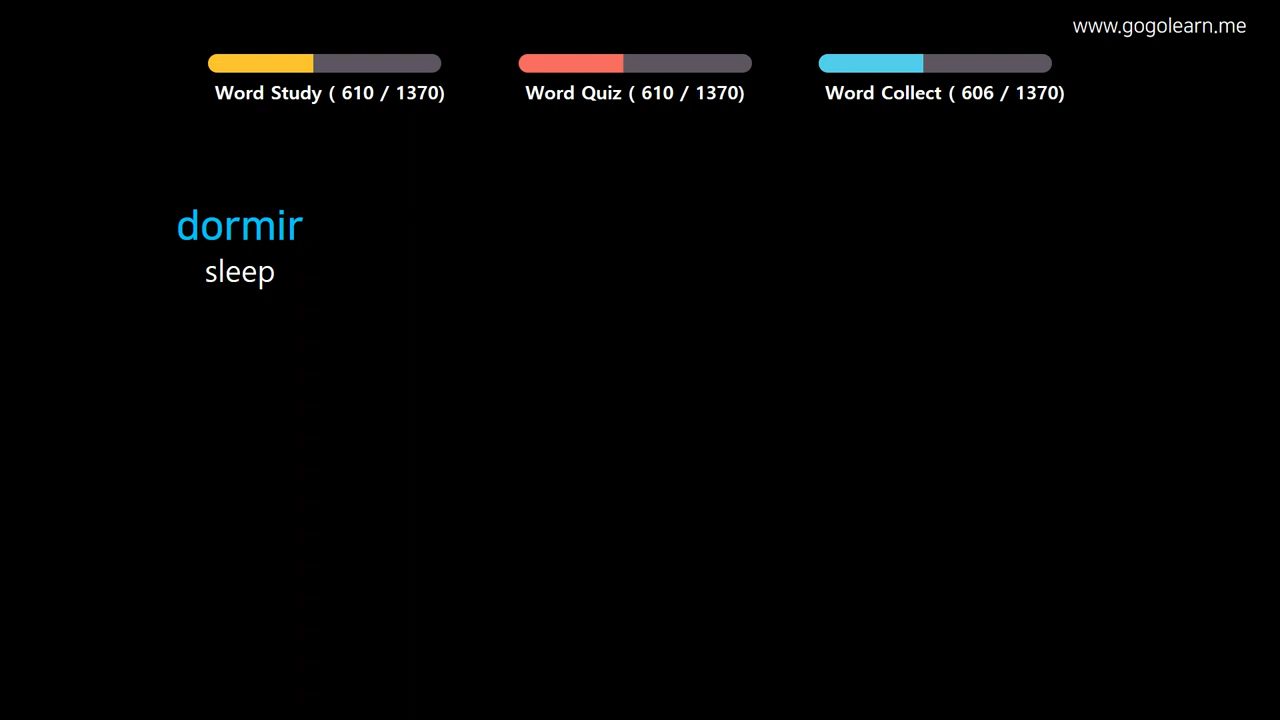 www.gogolearn.me
Word Study ( 610 / 1370)
Word Quiz ( 610 / 1370)
Word Collect ( 606 / 1370)
dormir
sleep